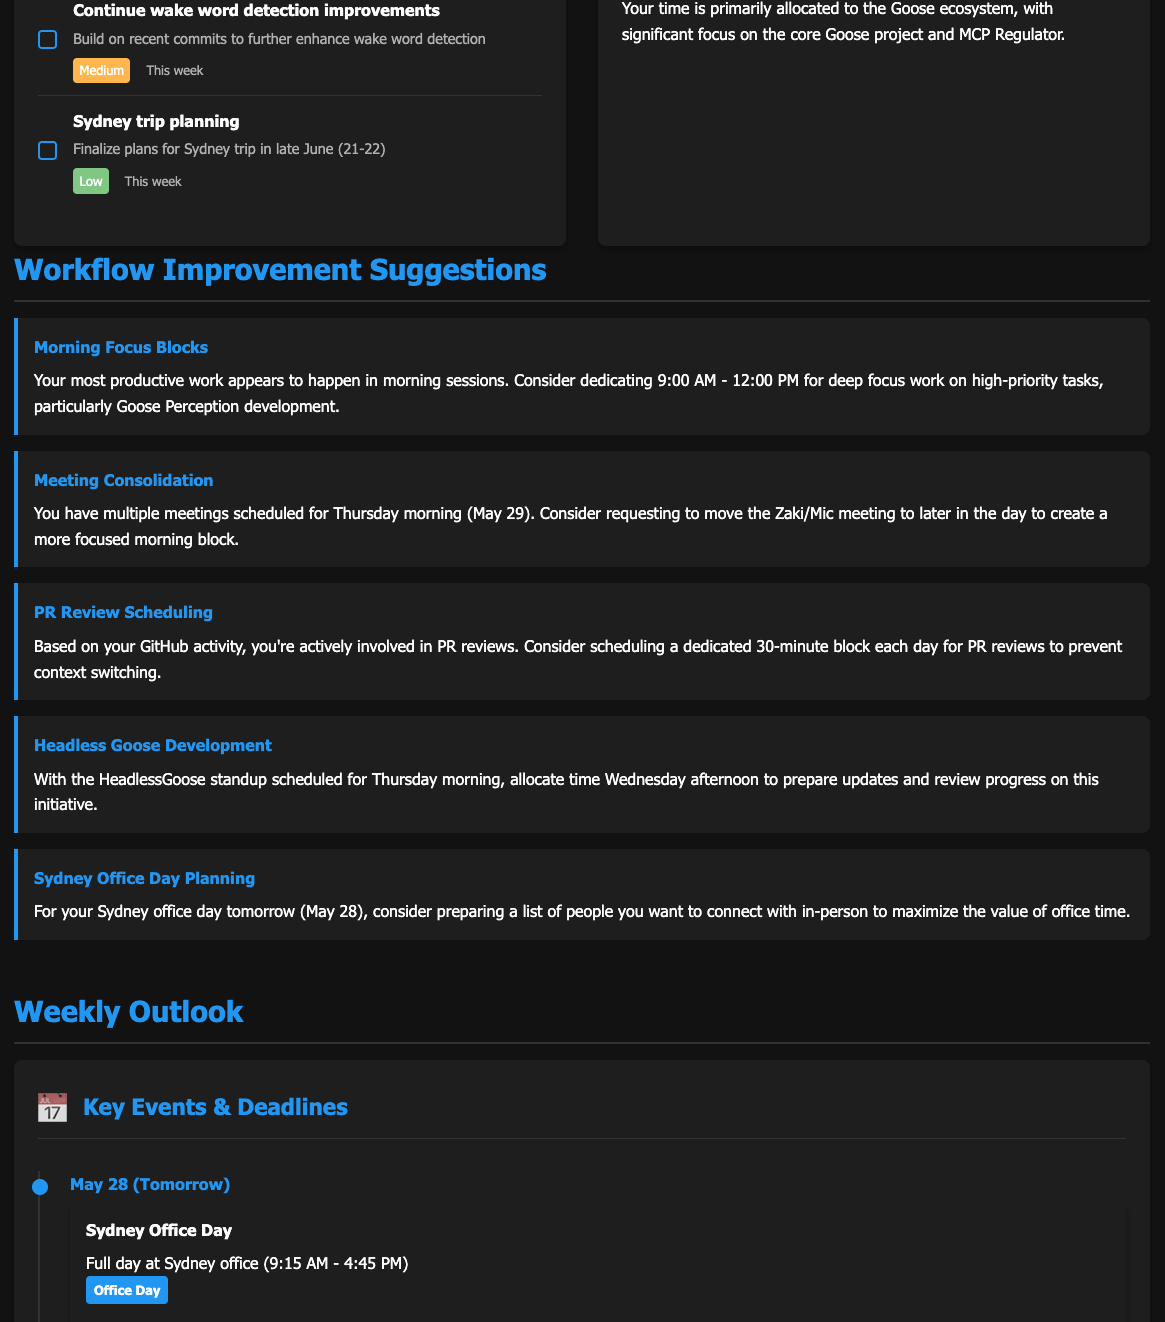 Continue wake word detection improvements
Build on recent commits to further enhance wake word detection
Medium This week
Sydney trip planning
Finalize plans for Sydney trip in late June (21-22)
Low This week
Your time is primarily allocated to the Goose ecosystem, with
significant focus on the core Goose project and MCP Regulator.
Workflow Improvement Suggestions
Morning Focus Blocks
Your most productive work appears to happen in morning sessions. Consider dedicating 9:00 AM - 12:00 PM for deep focus work on high-priority tasks,
particularly Goose Perception development.
Meeting Consolidation
You have multiple meetings scheduled for Thursday morning (May 29). Consider requesting to move the Zaki/Mic meeting to later in the day to create a
more focused morning block.
PR Review Scheduling
Based on your GitHub activity, you're actively involved in PR reviews. Consider scheduling a dedicated 30-minute block each day for PR reviews to prevent
context switching.
Headless Goose Development
With the HeadlessGoose standup scheduled for Thursday morning, allocate time Wednesday afternoon to prepare updates and review progress on this
initiative.
Sydney Office Day Planning
For your Sydney office day tomorrow (May 28), consider preparing a list of people you want to connect with in-person to maximize the value of office time.
Weekly Outlook
JUL
17
Key Events & Deadlines
May 28 (Tomorrow)
Sydney Office Day
Full day at Sydney office (9:15 AM - 4:45 PM)
Office Day